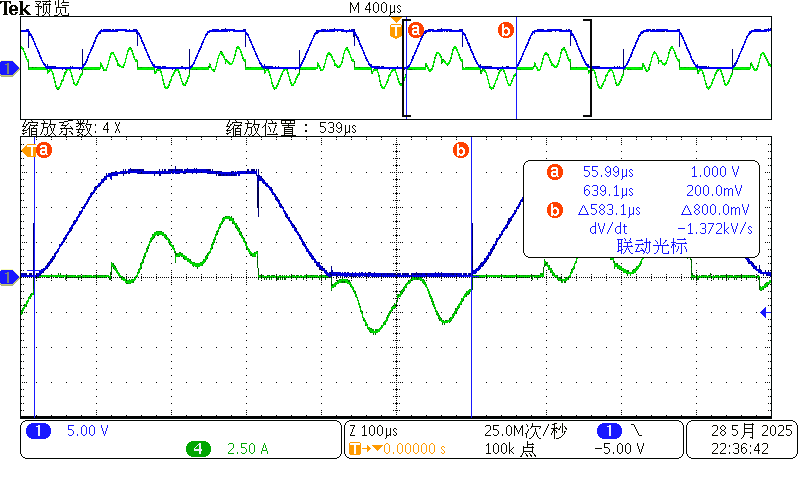 Tek 预览 M 400µs
T a b
1
缩放系数: 4 X 缩放位置: 539µs
T a b
a 55.99µs 1.000 V
639.1µs 200.0mV
b Δ583.1µs Δ800.0mV
dV/dt −1.372kV/s
联动光标
1
1 5.00 V
4 2.50 A
Z 100µs 25.0M次/秒 1
T→▼0.00000 s 100k 点 −5.00 V
28 5月 2025
22:36:42